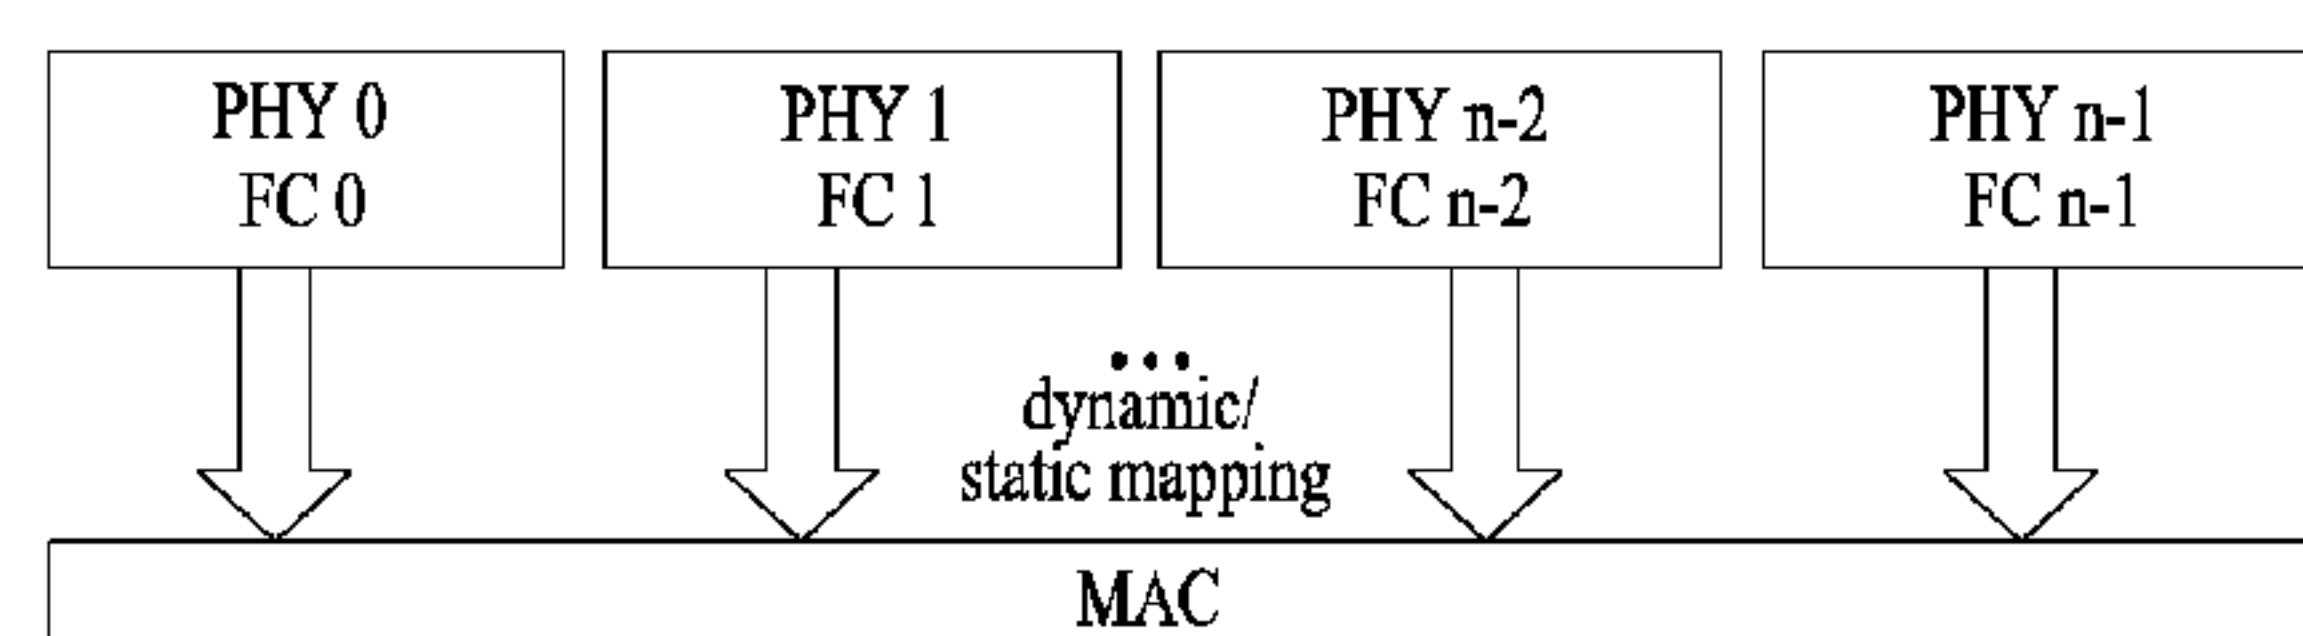 PHY 0
FC 0
PHY 1
FC 1
PHY n-2
FC n-2
PHY n-1
FC n-1
•••
dynamic/
static mapping
MAC